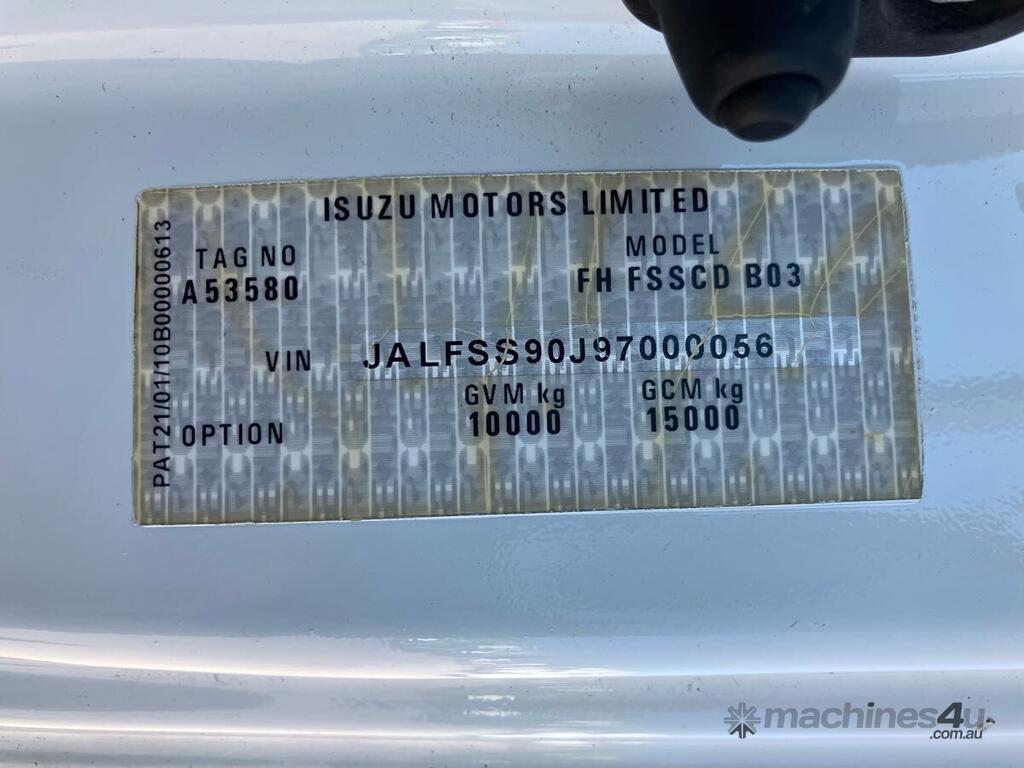 ISUZU MOTORS LIMITED
TAG NO
A53580
MODEL
FH FSSCD B03
VIN JALFSS90J97000056
GVM kg
10000
GCM kg
15000
OPTION
PAT21/01/10B00000613
machines4u
.com.au